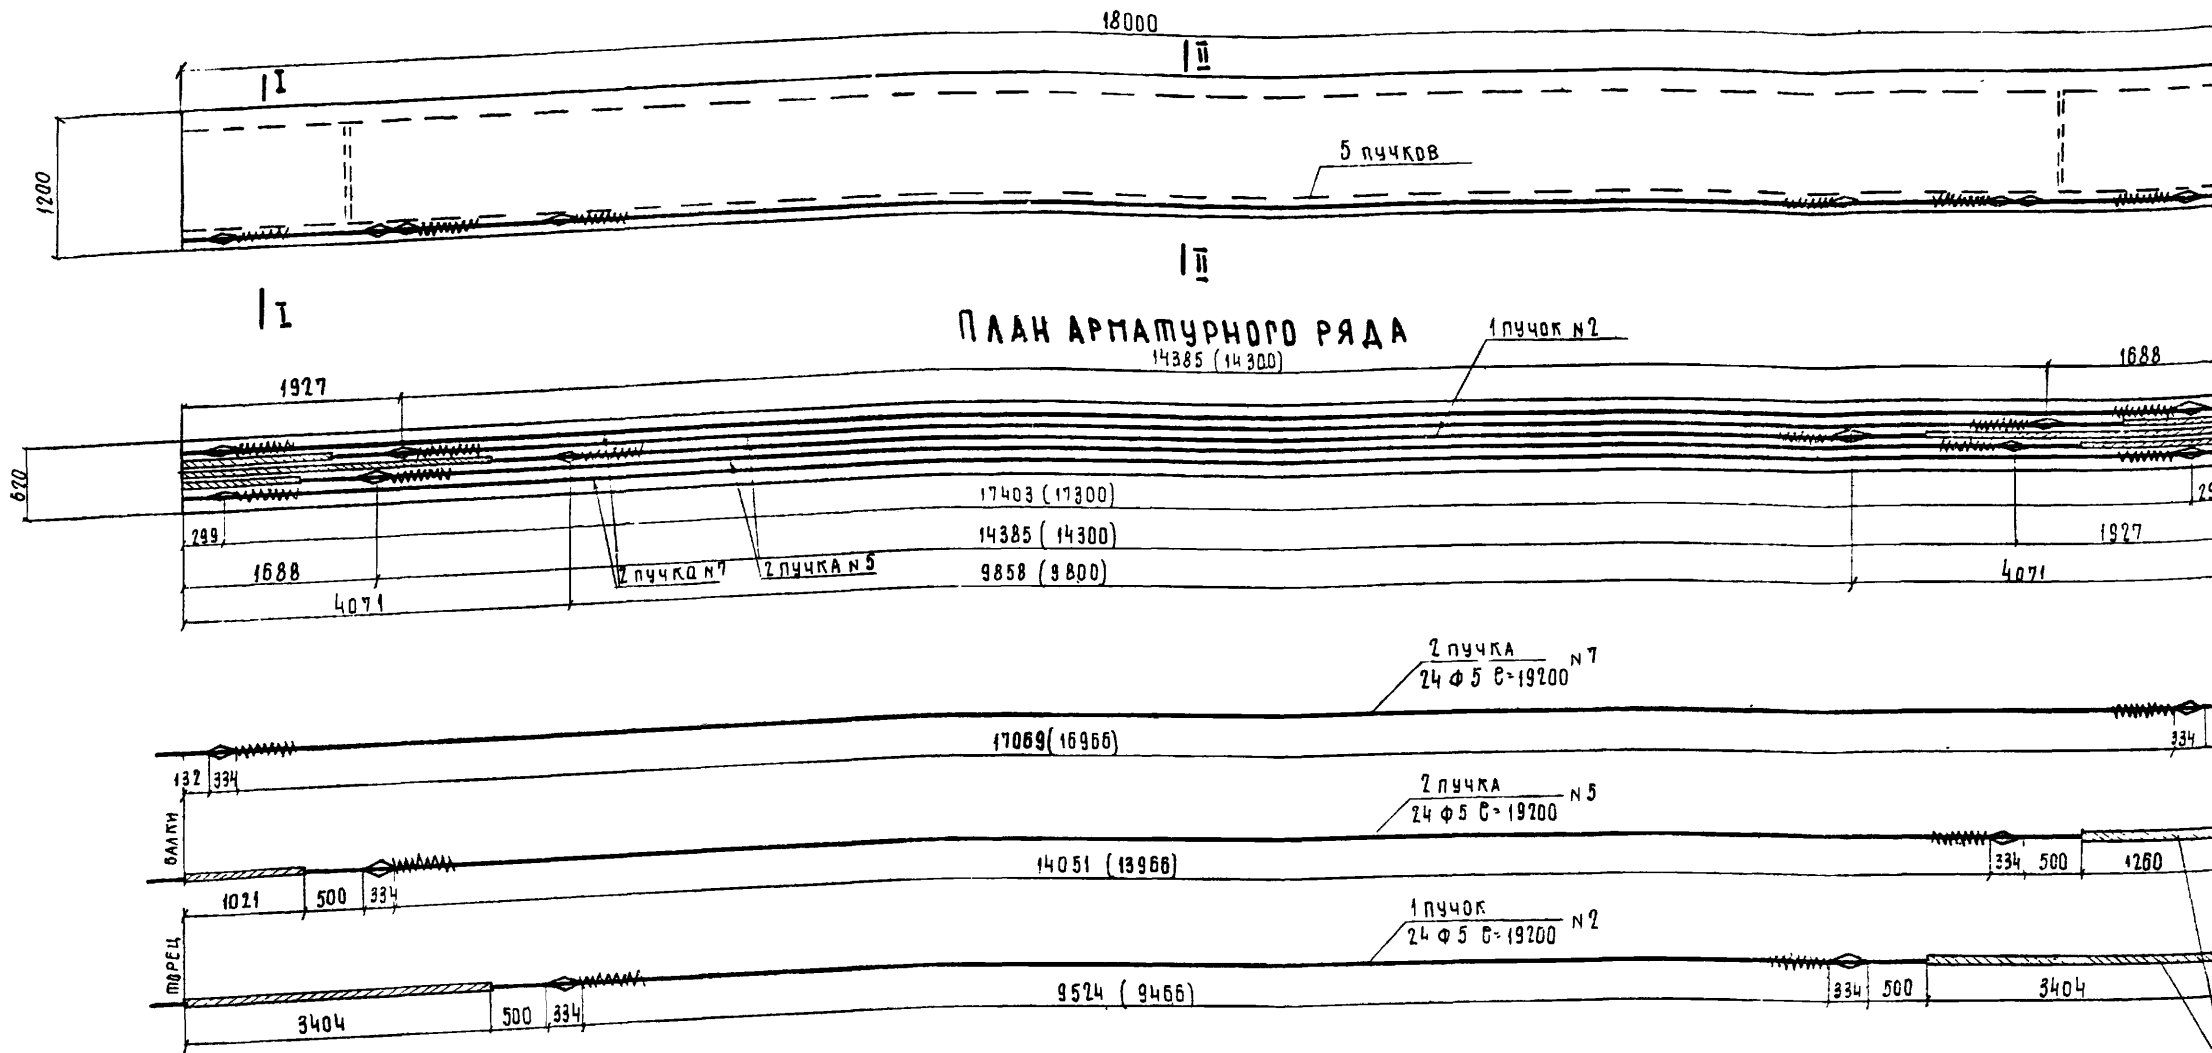 18000
I
II
1200
5 пучков
II
I
ПЛАН АРМАТУРНОГО РЯДА
1 пучок N2
14385 (14300)
1927
1688
620
17403 (17300)
299
14385 (14300)
1927
1688
2 пучка N7
2 пучка N5
9858 (9800)
4071
4071
2 пучка
24 Ф 5 ℓ=19200
N7
17069 (16966)
132
334
334
2 пучка
24 Ф 5 ℓ=19200
N5
БАЛКИ
14051 (13966)
1021
500
334
334
500
1260
1 пучок
24 Ф 5 ℓ=19200
N2
ТОРЕЦ
9524 (9466)
3404
500
334
334
500
3404